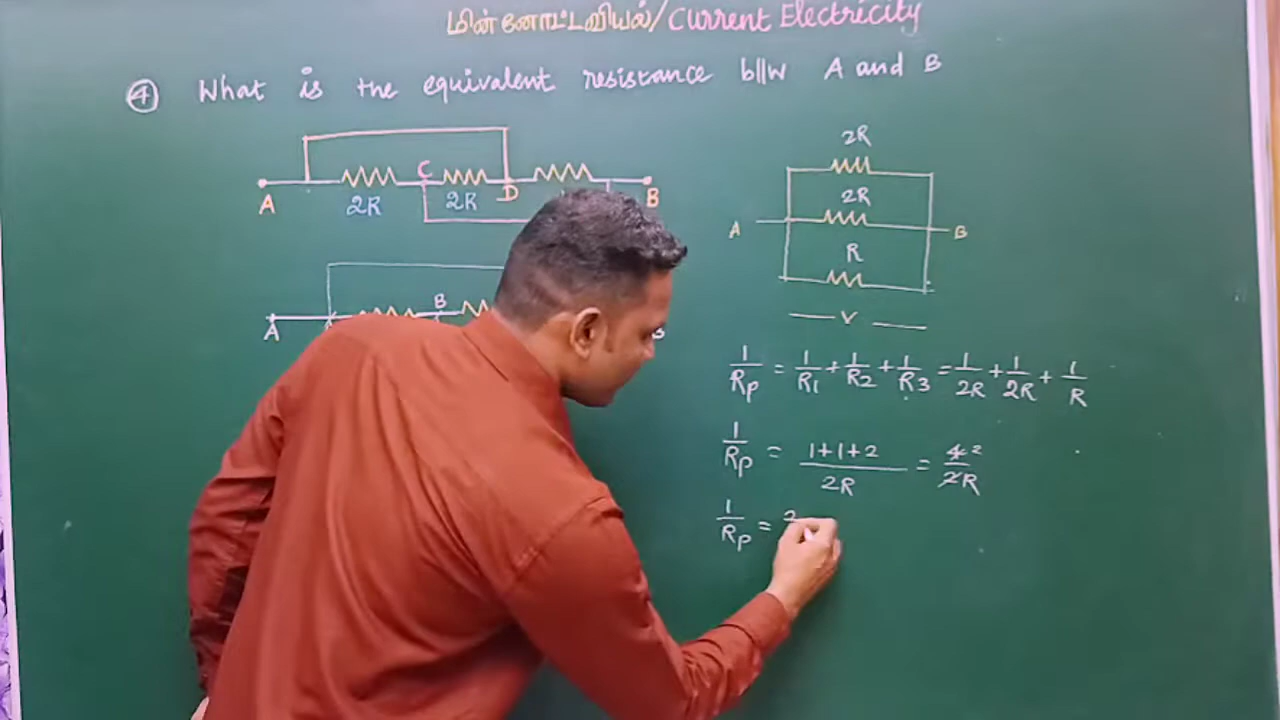 மின்னோட்டவியல்/Current Electricity
④ What is the equivalent resistance b||w A and B
A 2R C 2R D B
A B
2R
2R
A B
R
V
1/Rp = 1/R1 + 1/R2 + 1/R3 = 1/2R + 1/2R + 1/R
1/Rp = 1+1+2/2R = 4 2/2R
1/Rp = 2